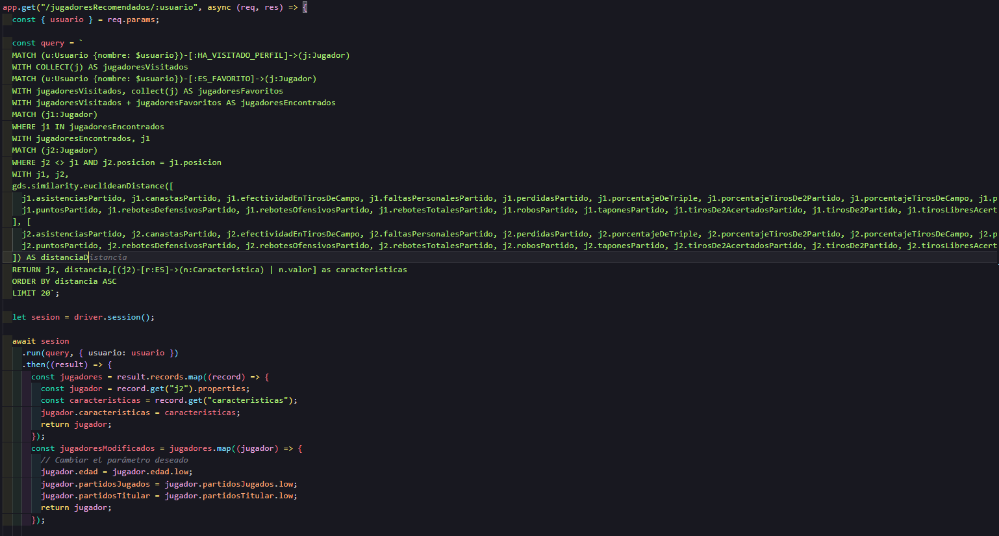 app.get("/jugadoresRecomendados/:usuario", async (req, res) => {
const { usuario } = req.params;
const query = `
MATCH (u:Usuario {nombre: $usuario})-[:HA_VISITADO_PERFIL]->(j:Jugador)
WITH COLLECT(j) AS jugadoresVisitados
MATCH (u:Usuario {nombre: $usuario})-[:ES_FAVORITO]->(j:Jugador)
WITH jugadoresVisitados, collect(j) AS jugadoresFavoritos
WITH jugadoresVisitados + jugadoresFavoritos AS jugadoresEncontrados
MATCH (j1:Jugador)
WHERE j1 IN jugadoresEncontrados
WITH jugadoresEncontrados, j1
MATCH (j2:Jugador)
WHERE j2 <> j1 AND j2.posicion = j1.posicion
WITH j1, j2,
gds.similarity.euclideanDistance([
j1.asistenciasPartido, j1.canastasPartido, j1.efectividadEnTirosDeCampo, j1.faltasPersonalesPartido, j1.perdidasPartido, j1.porcentajeDeTriple, j1.porcentajeTirosDe2Partido, j1.porcentajeTirosDeCampo, j1.p
j1.puntosPartido, j1.rebotesDefensivosPartido, j1.rebotesOfensivosPartido, j1.rebotesTotalesPartido, j1.robosPartido, j1.taponesPartido, j1.tirosDe2AcertadosPartido, j1.tirosDe2Partido, j1.tirosLibresAcert
], [
j2.asistenciasPartido, j2.canastasPartido, j2.efectividadEnTirosDeCampo, j2.faltasPersonalesPartido, j2.perdidasPartido, j2.porcentajeDeTriple, j2.porcentajeTirosDe2Partido, j2.porcentajeTirosDeCampo, j2.p
j2.puntosPartido, j2.rebotesDefensivosPartido, j2.rebotesOfensivosPartido, j2.rebotesTotalesPartido, j2.robosPartido, j2.taponesPartido, j2.tirosDe2AcertadosPartido, j2.tirosDe2Partido, j2.tirosLibresAcert
]) AS distanciaDistancia
RETURN j2, distancia,[(j2)-[r:ES]->(n:Caracteristica) | n.valor] as caracteristicas
ORDER BY distancia ASC
LIMIT 20`;
let sesion = driver.session();
await sesion
.run(query, { usuario: usuario })
.then((result) => {
const jugadores = result.records.map((record) => {
const jugador = record.get("j2").properties;
const caracteristicas = record.get("caracteristicas");
jugador.caracteristicas = caracteristicas;
return jugador;
});
const jugadoresModificados = jugadores.map((jugador) => {
// Cambiar el parámetro deseado
jugador.edad = jugador.edad.low;
jugador.partidosJugados = jugador.partidosJugados.low;
jugador.partidosTitular = jugador.partidosTitular.low;
return jugador;
});